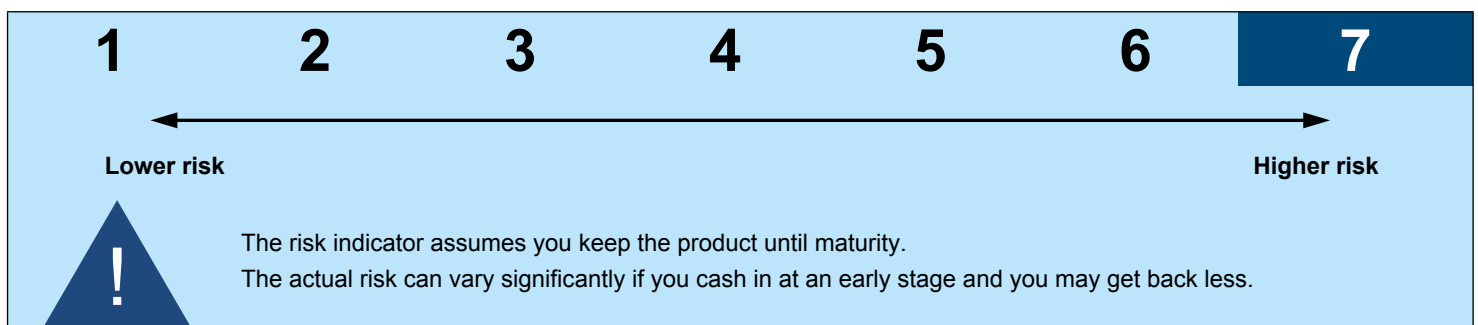 1 2 3 4 5 6 7
Lower risk Higher risk
!
The risk indicator assumes you keep the product until maturity.
The actual risk can vary significantly if you cash in at an early stage and you may get back less.